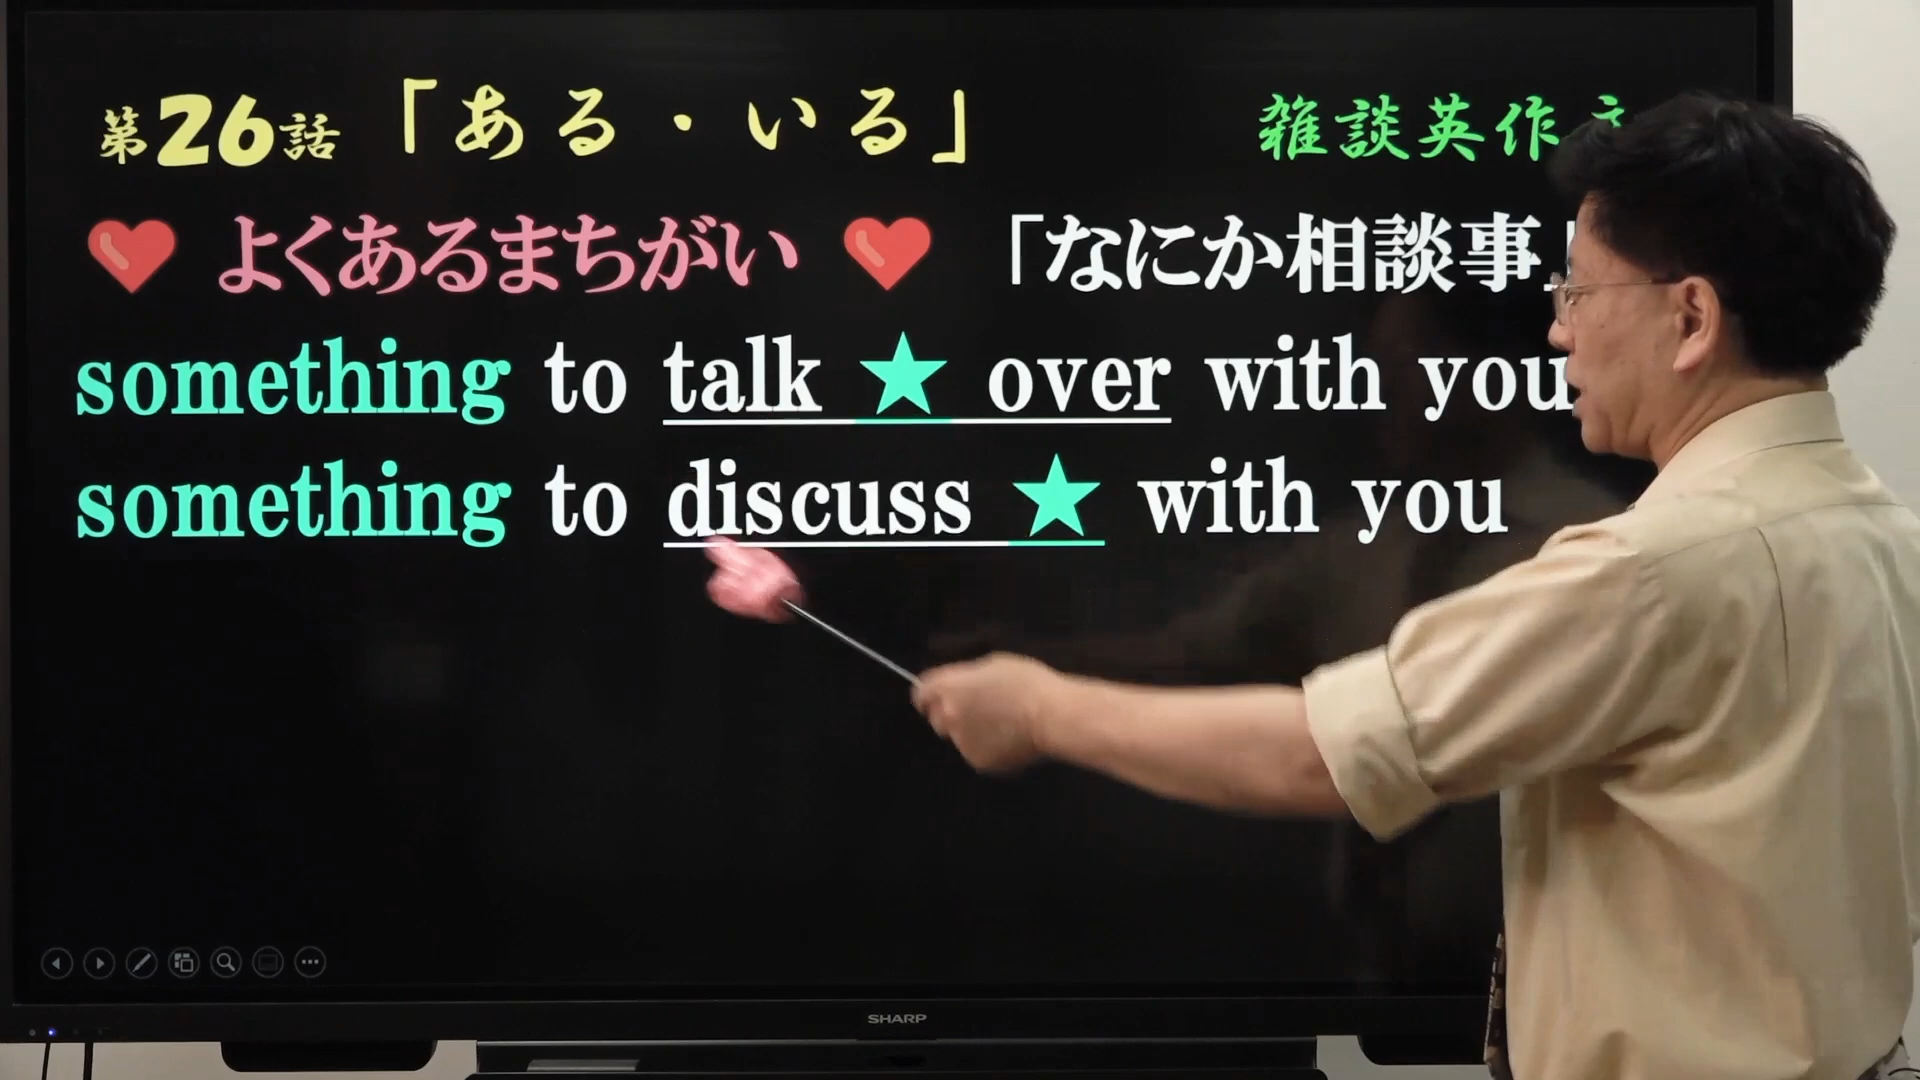 第26話 「ある・いる」 雑談英作
❤ よくあるまちがい ❤ 「なにか相談事」
something to talk ★ over with you
something to discuss ★ with you
SHARP